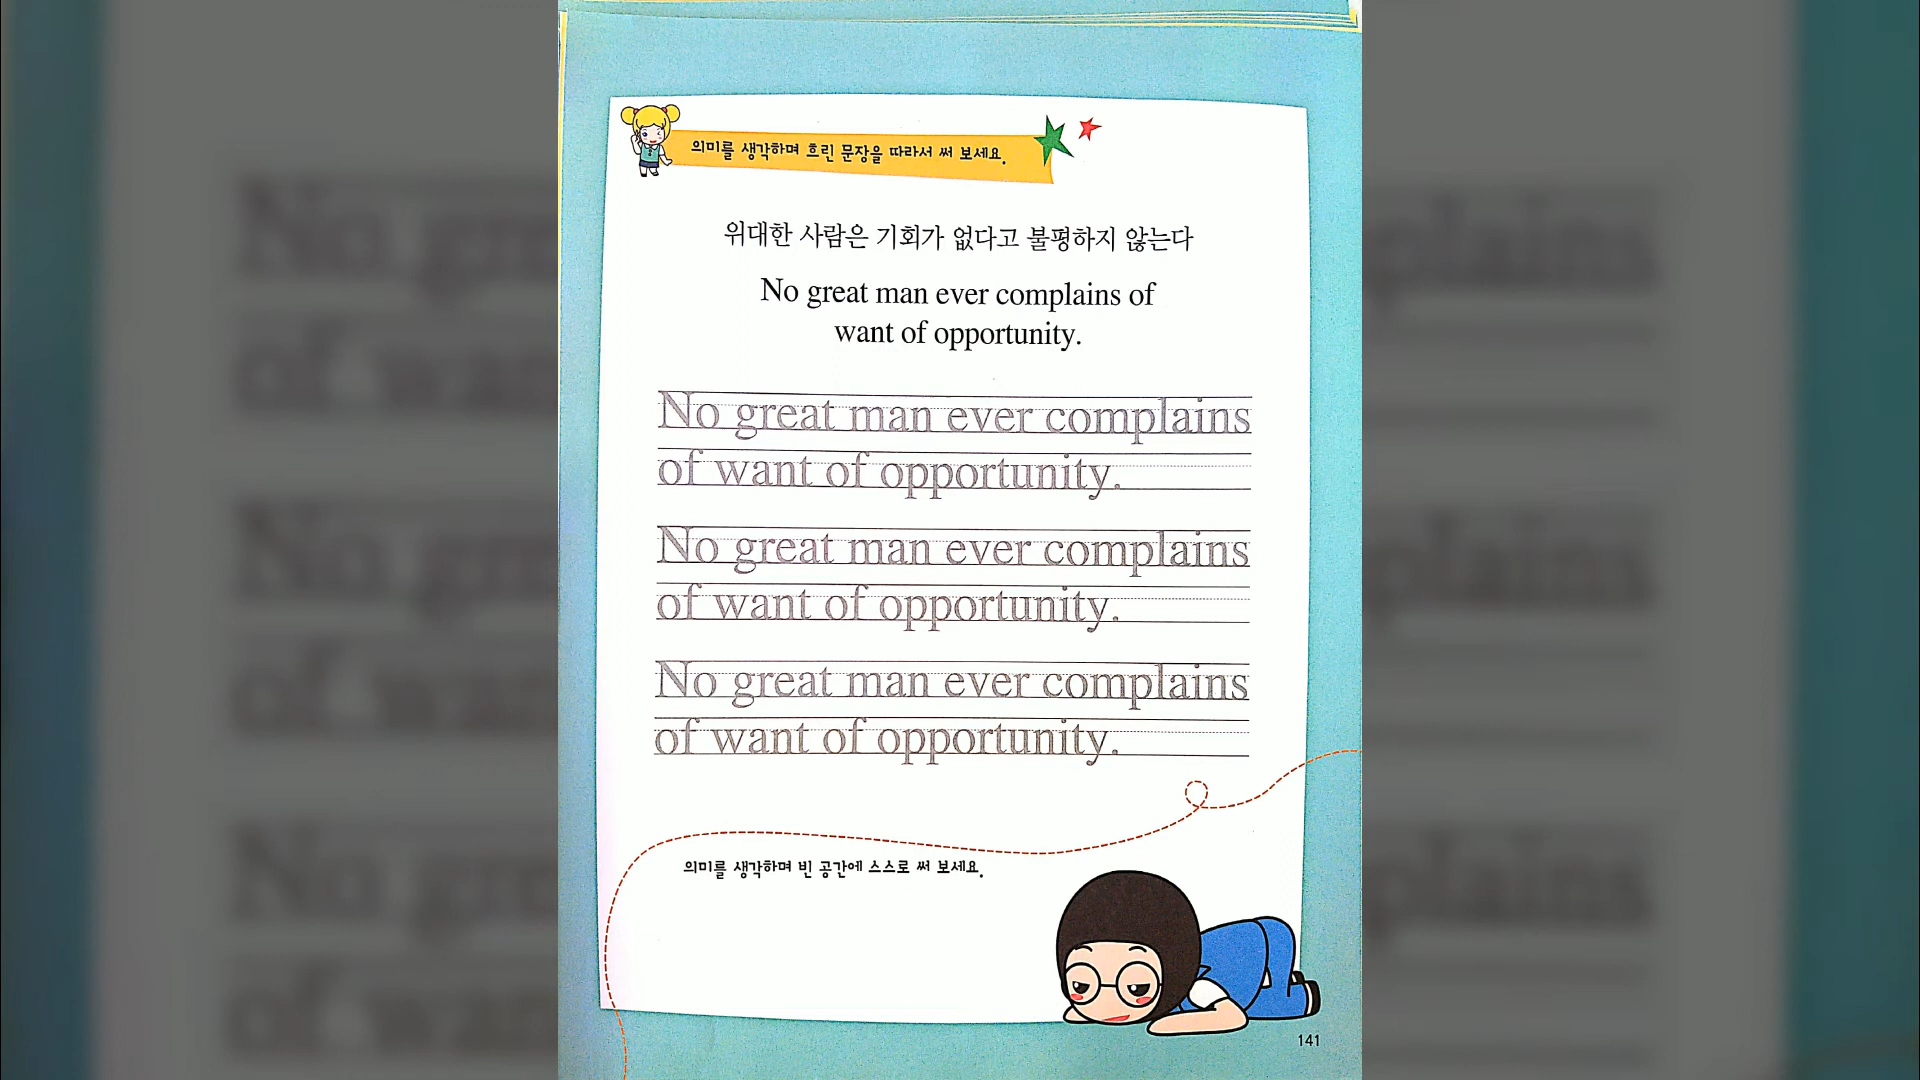 의미를 생각하며 흐린 문장을 따라서 써 보세요.
위대한 사람은 기회가 없다고 불평하지 않는다
No great man ever complains of
want of opportunity.
No great man ever complains
of want of opportunity.
No great man ever complains
of want of opportunity.
No great man ever complains
of want of opportunity.
의미를 생각하며 빈 공간에 스스로 써 보세요.
141